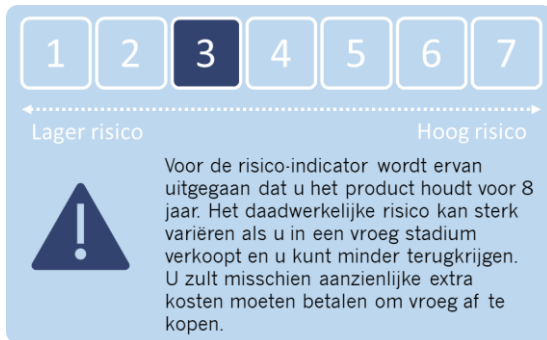 1 2 3 4 5 6 7
Lager risico Hoog risico
Voor de risico-indicator wordt ervan
uitgegaan dat u het product houdt voor 8
jaar. Het daadwerkelijke risico kan sterk
variëren als u in een vroeg stadium
verkoopt en u kunt minder terugkrijgen.
U zult misschien aanzienlijke extra
kosten moeten betalen om vroeg af te
kopen.